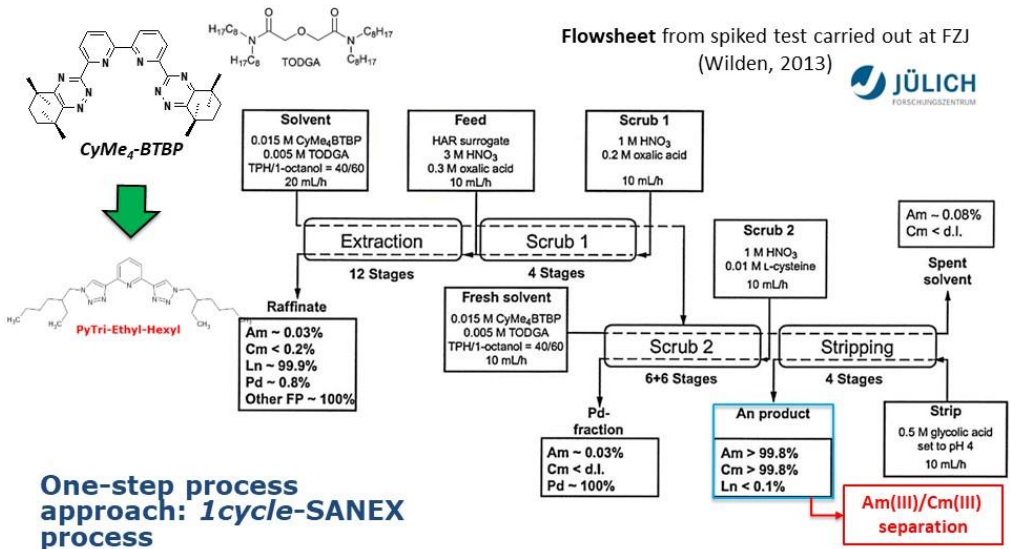 H₁₇C₈
O
O
C₈H₁₇
N
O
N
H₁₇C₈
C₈H₁₇
TODGA
N
N
N
N
N
N
N
N
CyMe₄-BTBP
Flowsheet from spiked test carried out at FZJ
(Wilden, 2013)
JÜLICH
FORSCHUNGSZENTRUM
Solvent
0.015 M CyMe₄BTBP
0.005 M TODGA
TPH/1-octanol = 40/60
20 mL/h
Feed
HAR surrogate
3 M HNO₃
0.3 M oxalic acid
10 mL/h
Scrub 1
1 M HNO₃
0.2 M oxalic acid
10 mL/h
Extraction
12 Stages
Scrub 1
4 Stages
Scrub 2
1 M HNO₃
0.01 M L-cysteine
10 mL/h
Am ~ 0.08%
Cm < d.l.
Spent
solvent
H₃C
N
N=N
N
N
N=N
CH₃
CH₃
PyTri-Ethyl-Hexyl
Raffinate
Am ~ 0.03%
Cm < 0.2%
Ln ~ 99.9%
Pd ~ 0.8%
Other FP ~ 100%
Fresh solvent
0.015 M CyMe₄BTBP
0.005 M TODGA
TPH/1-octanol = 40/60
10 mL/h
Scrub 2
6+6 Stages
Stripping
4 Stages
Pd-
fraction
Am ~ 0.03%
Cm < d.l.
Pd ~ 100%
An product
Am > 99.8%
Cm > 99.8%
Ln < 0.1%
Strip
0.5 M glycolic acid
set to pH 4
10 mL/h
Am(III)/Cm(III)
separation
One-step process
approach: 1cycle-SANEX
process